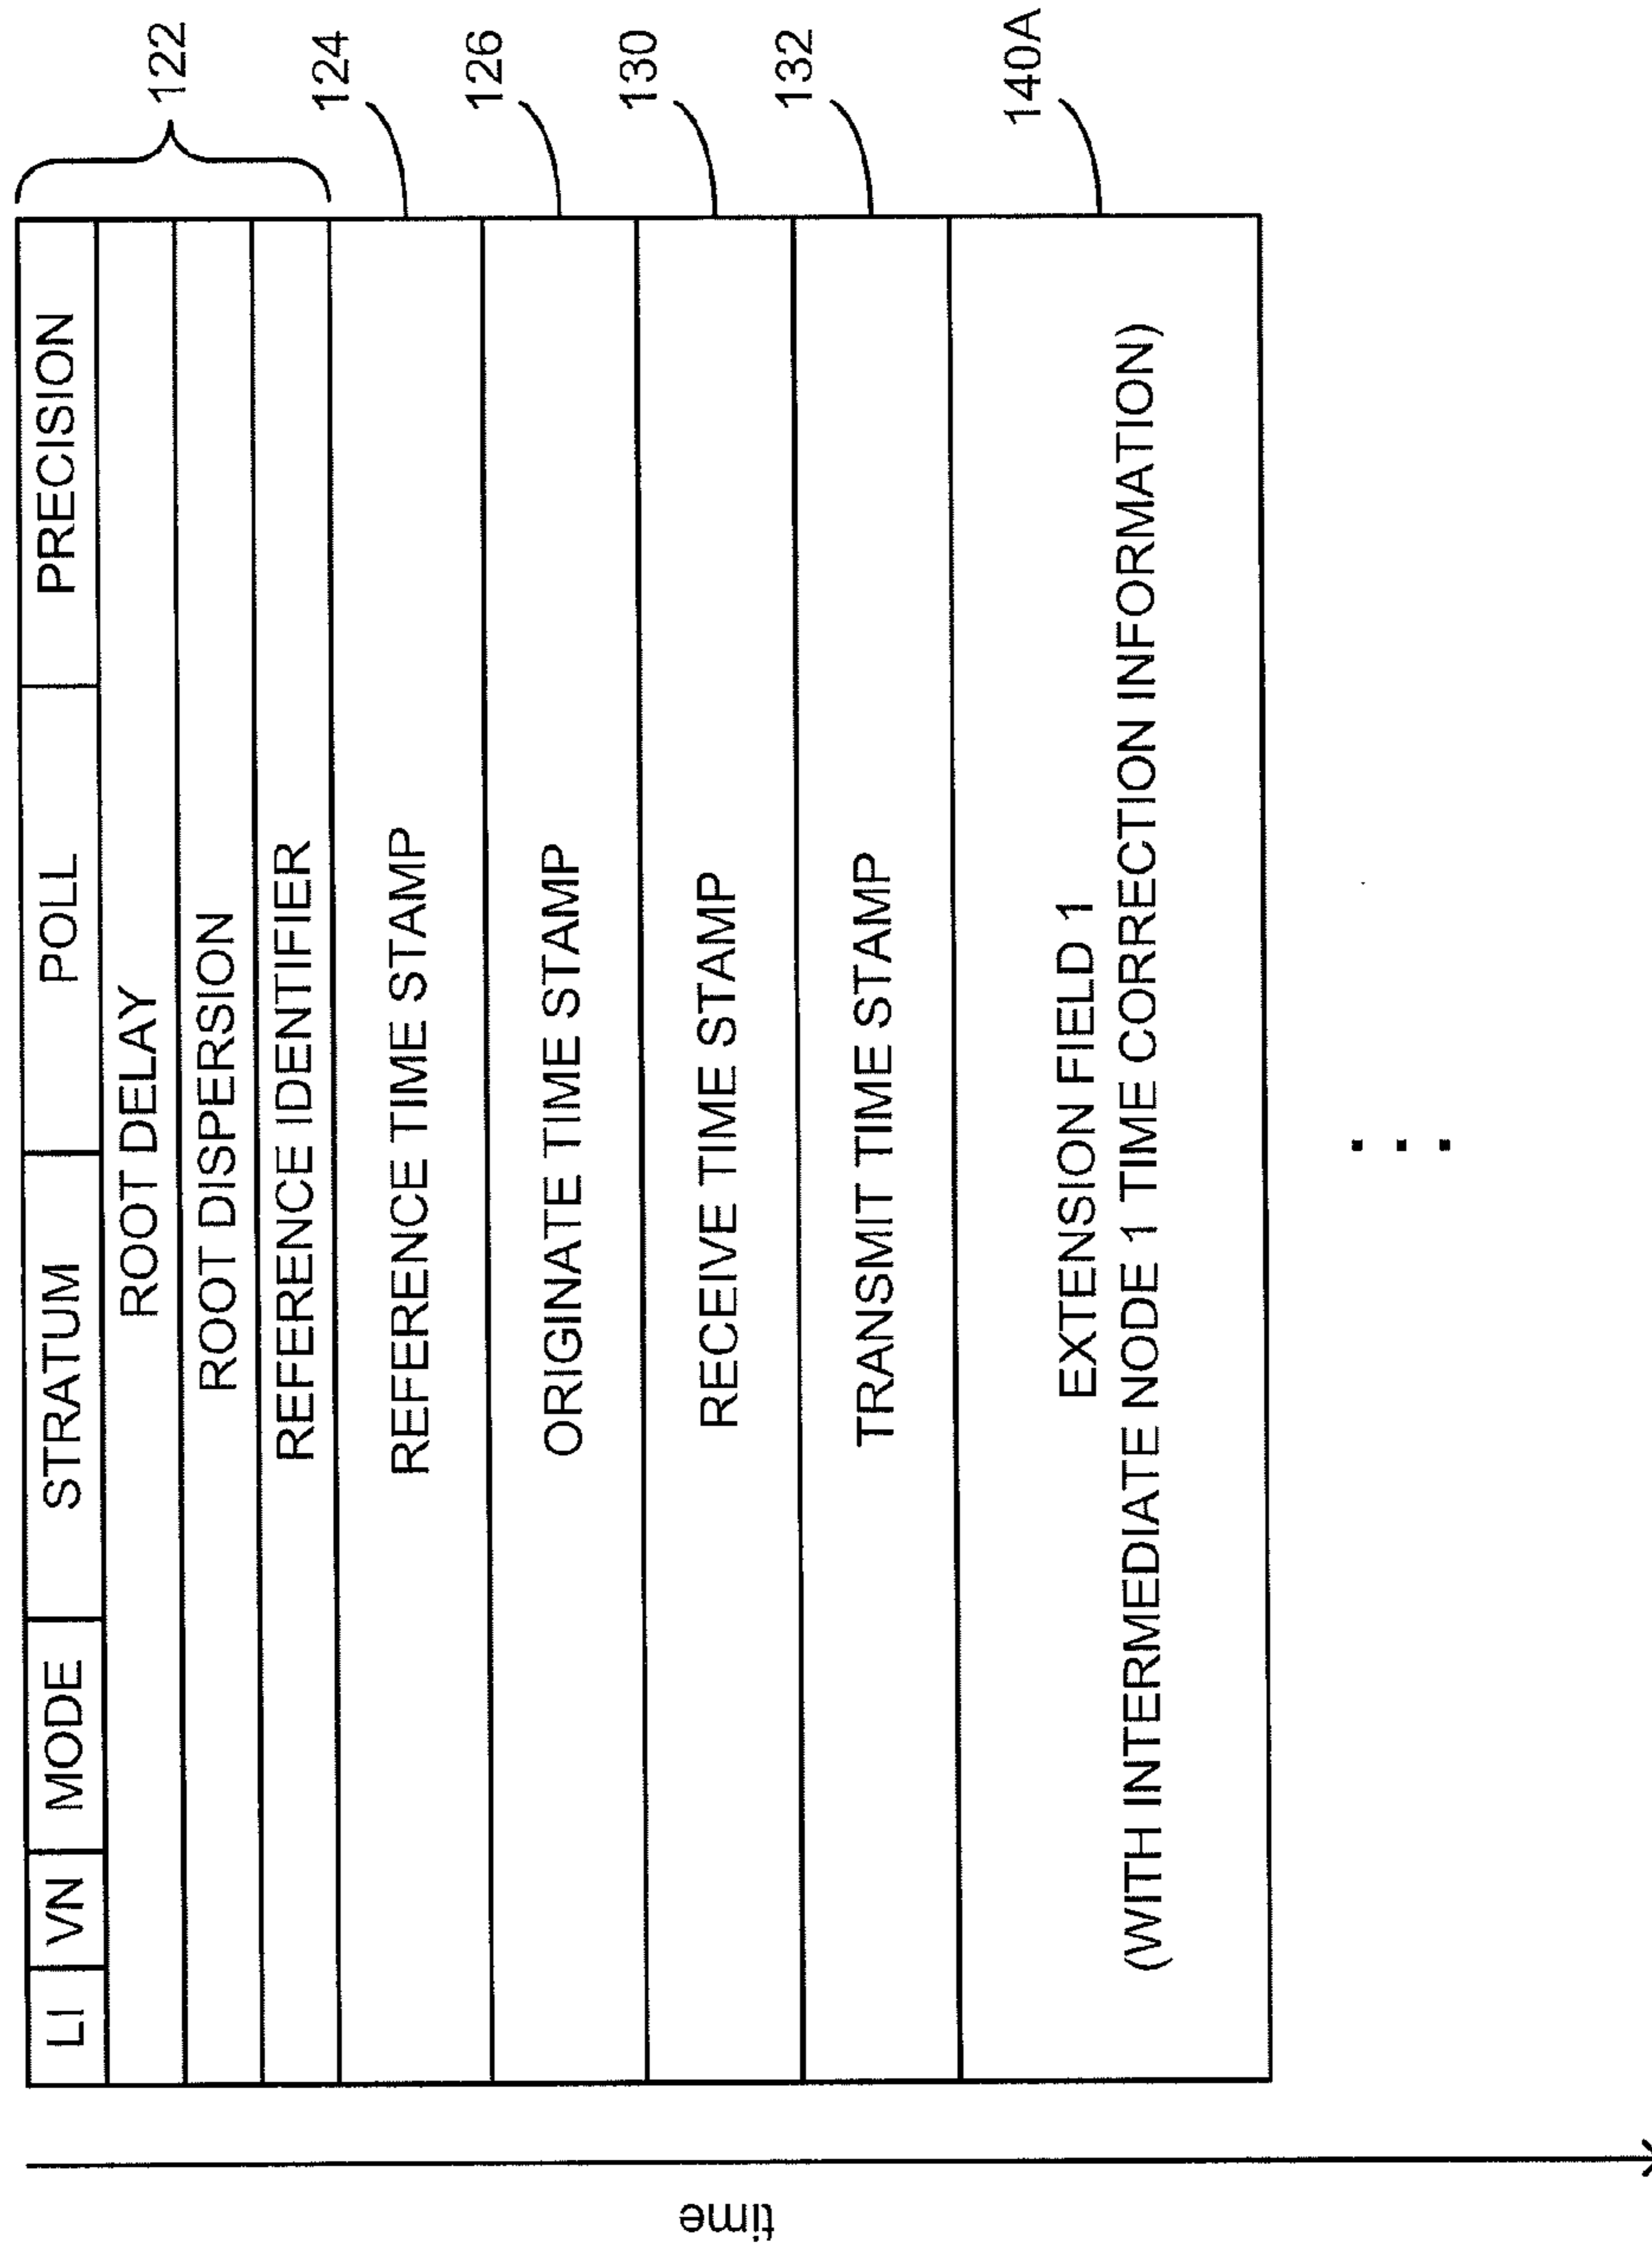 LI VN MODE STRATUM POLL PRECISION
ROOT DELAY
ROOT DISPERSION
REFERENCE IDENTIFIER
122
REFERENCE TIME STAMP
124
ORIGINATE TIME STAMP
126
RECEIVE TIME STAMP
130
TRANSMIT TIME STAMP
132
EXTENSION FIELD 1
(WITH INTERMEDIATE NODE 1 TIME CORRECTION INFORMATION)
140A
. . .
time